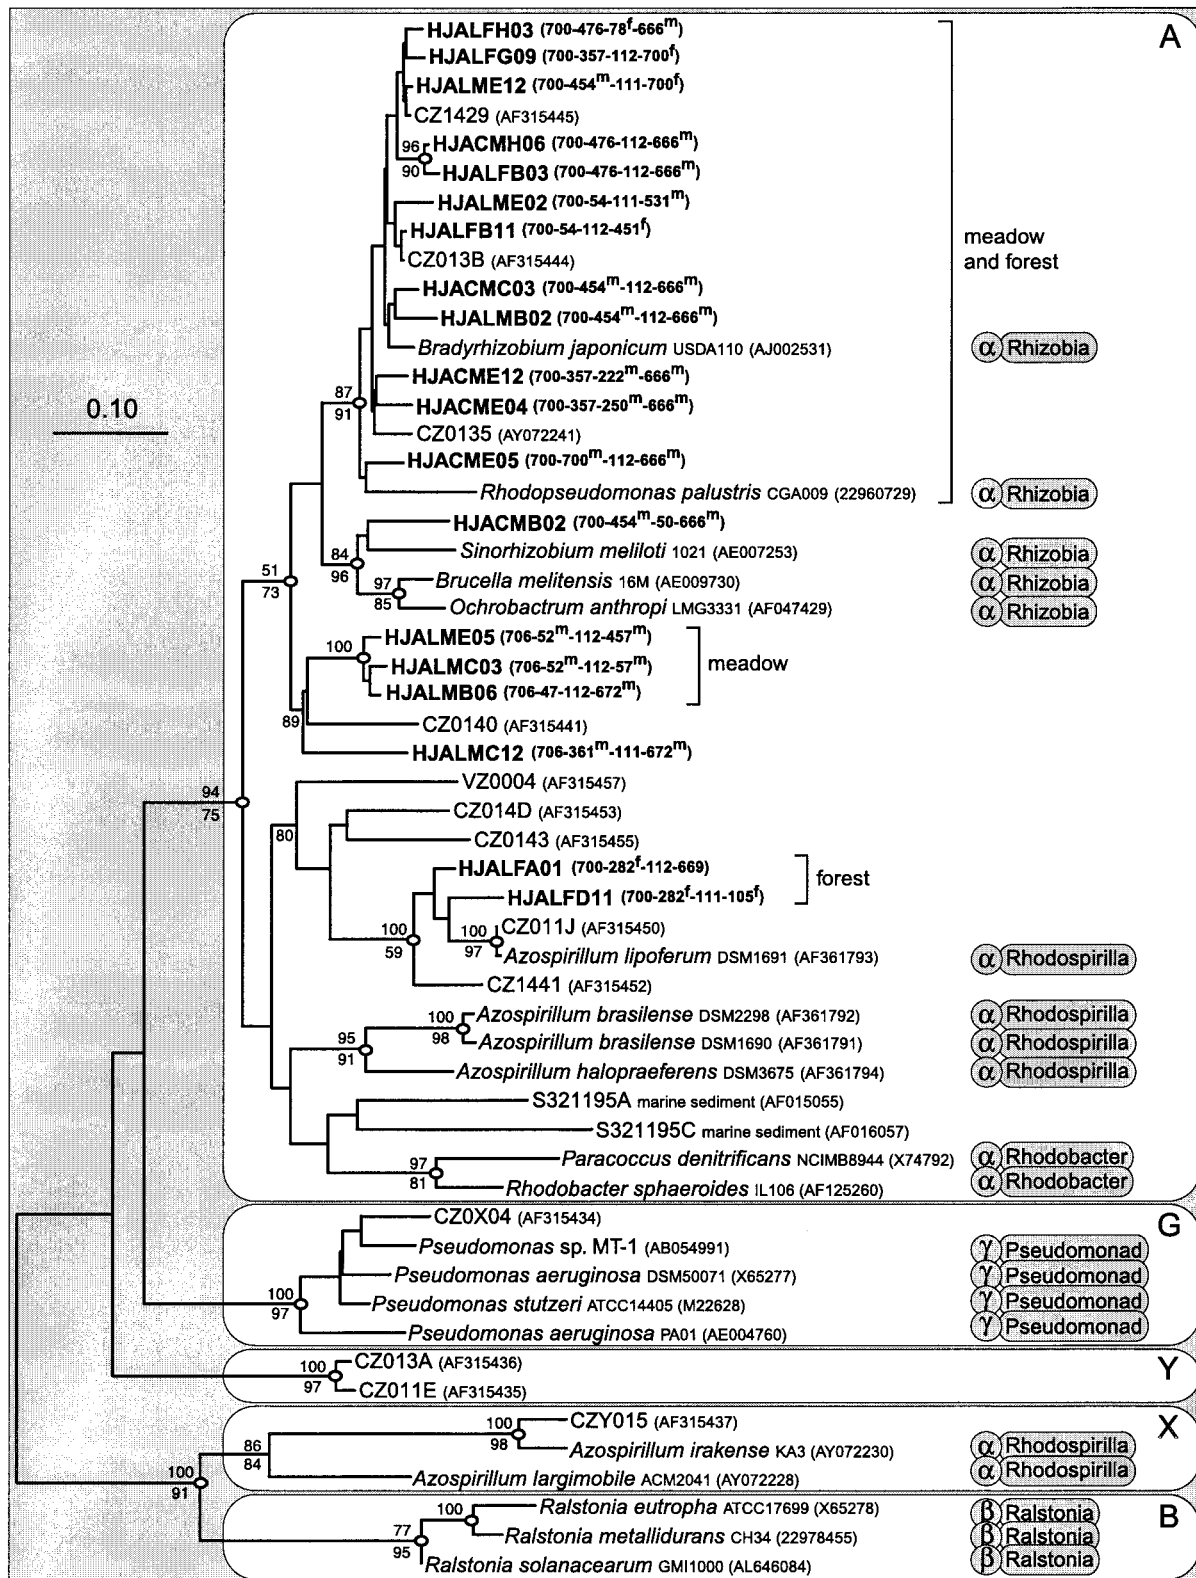 A
HJALFH03 (700-476-78f-666m)
HJALFG09 (700-357-112-700f)
HJALME12 (700-454m-111-700f)
CZ1429 (AF315445)
96
HJACMH06 (700-476-112-666m)
90
HJALFB03 (700-476-112-666m)
HJALME02 (700-54-111-531m)
HJALFB11 (700-54-112-451f)
meadow
and forest
CZ013B (AF315444)
HJACMC03 (700-454m-112-666m)
HJALMB02 (700-454m-112-666m)
Bradyrhizobium japonicum USDA110 (AJ002531) α Rhizobia
HJACME12 (700-357-222m-666m)
87
91
HJACME04 (700-357-250m-666m)
0.10
CZ0135 (AY072241)
HJACME05 (700-700m-112-666m)
Rhodopseudomonas palustris CGA009 (22960729) α Rhizobia
HJACMB02 (700-454m-50-666m)
84
96
Sinorhizobium meliloti 1021 (AE007253) α Rhizobia
51
73
97
85
Brucella melitensis 16M (AE009730) α Rhizobia
Ochrobactrum anthropi LMG3331 (AF047429) α Rhizobia
100
HJALME05 (706-52m-112-457m)
HJALMC03 (706-52m-112-57m)
meadow
HJALMB06 (706-47-112-672m)
89
CZ0140 (AF315441)
HJALMC12 (706-361m-111-672m)
94
75
VZ0004 (AF315457)
CZ014D (AF315453)
80
CZ0143 (AF315455)
HJALFA01 (700-282f-112-669)
forest
HJALFD11 (700-282f-111-105f)
100
59
100
97
CZ011J (AF315450)
Azospirillum lipoferum DSM1691 (AF361793) α Rhodospirilla
CZ1441 (AF315452)
100
98
Azospirillum brasilense DSM2298 (AF361792) α Rhodospirilla
95
91
Azospirillum brasilense DSM1690 (AF361791) α Rhodospirilla
Azospirillum halopraeferens DSM3675 (AF361794) α Rhodospirilla
S321195A marine sediment (AF015055)
S321195C marine sediment (AF016057)
97
81
Paracoccus denitrificans NCIMB8944 (X74792) α Rhodobacter
Rhodobacter sphaeroides IL106 (AF125260) α Rhodobacter
G
CZ0X04 (AF315434)
Pseudomonas sp. MT-1 (AB054991) γ Pseudomonad
Pseudomonas aeruginosa DSM50071 (X65277) γ Pseudomonad
100
97
Pseudomonas stutzeri ATCC14405 (M22628) γ Pseudomonad
Pseudomonas aeruginosa PA01 (AE004760) γ Pseudomonad
Y
100
97
CZ013A (AF315436)
CZ011E (AF315435)
X
100
98
CZY015 (AF315437)
86
84
Azospirillum irakense KA3 (AY072230) α Rhodospirilla
Azospirillum largimobile ACM2041 (AY072228) α Rhodospirilla
100
91
B
100
Ralstonia eutropha ATCC17699 (X65278) β Ralstonia
77
95
Ralstonia metallidurans CH34 (22978455) β Ralstonia
Ralstonia solanacearum GMI1000 (AL646084) β Ralstonia